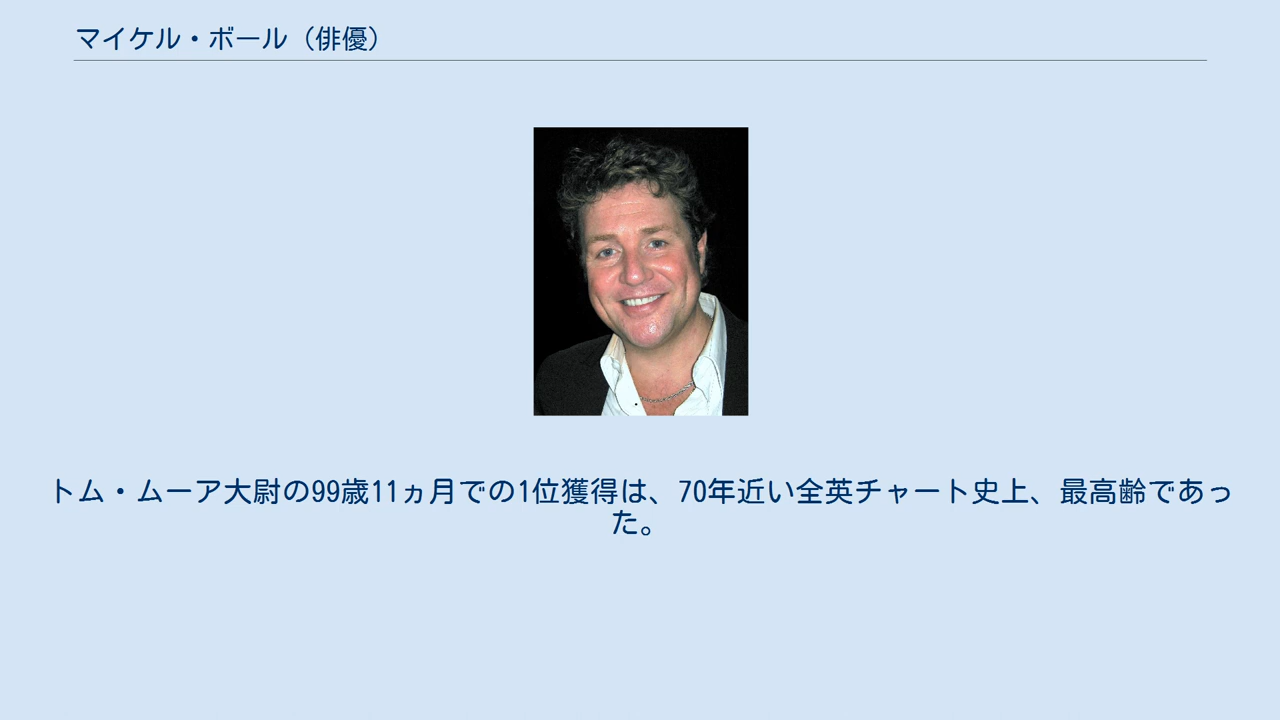 マイケル・ボール（俳優）
トム・ムーア大尉の99歳11ヵ月での1位獲得は、70年近い全英チャート史上、最高齢であっ
た。